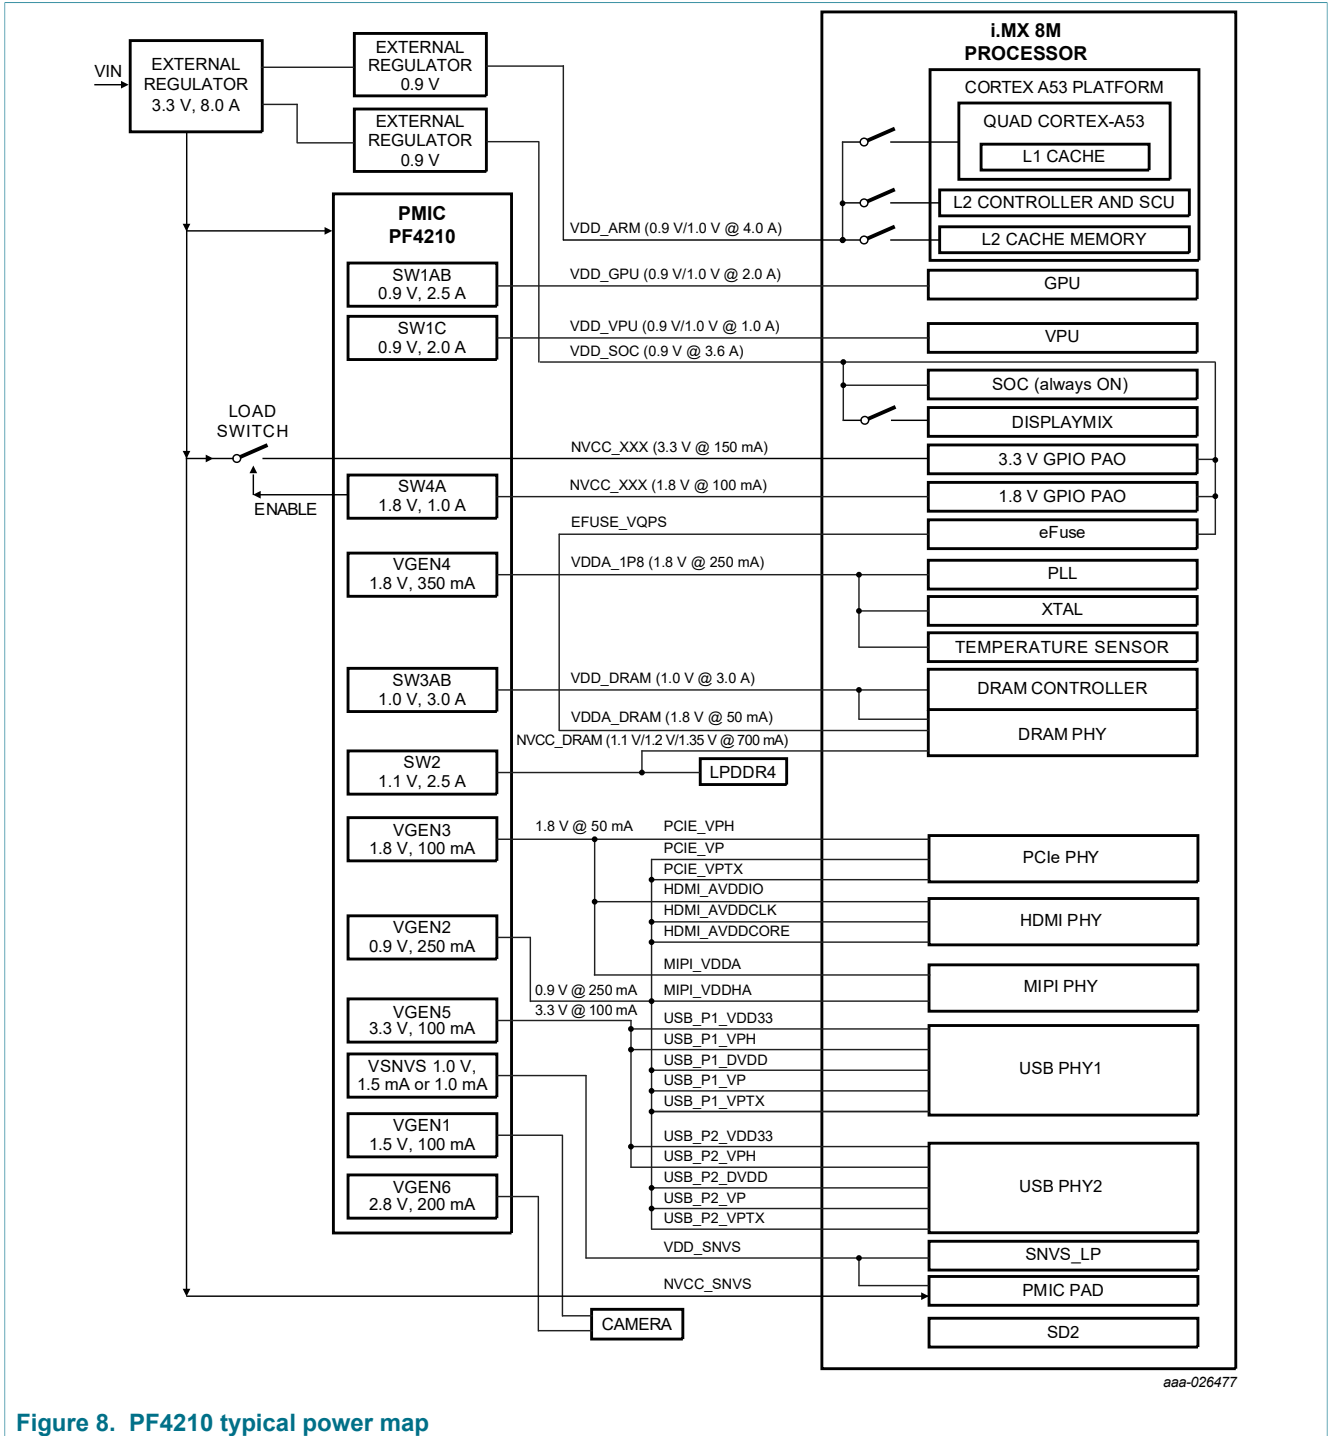 i.MX 8M
PROCESSOR
VIN
EXTERNAL
REGULATOR
3.3 V, 8.0 A
EXTERNAL
REGULATOR
0.9 V
EXTERNAL
REGULATOR
0.9 V
CORTEX A53 PLATFORM
QUAD CORTEX-A53
L1 CACHE
L2 CONTROLLER AND SCU
L2 CACHE MEMORY
PMIC
PF4210
VDD_ARM (0.9 V/1.0 V @ 4.0 A)
SW1AB
0.9 V, 2.5 A
VDD_GPU (0.9 V/1.0 V @ 2.0 A)
GPU
SW1C
0.9 V, 2.0 A
VDD_VPU (0.9 V/1.0 V @ 1.0 A)
VPU
VDD_SOC (0.9 V @ 3.6 A)
SOC (always ON)
DISPLAYMIX
LOAD
SWITCH
NVCC_XXX (3.3 V @ 150 mA)
3.3 V GPIO PAO
ENABLE
SW4A
1.8 V, 1.0 A
NVCC_XXX (1.8 V @ 100 mA)
1.8 V GPIO PAO
EFUSE_VQPS
eFuse
VGEN4
1.8 V, 350 mA
VDDA_1P8 (1.8 V @ 250 mA)
PLL
XTAL
TEMPERATURE SENSOR
SW3AB
1.0 V, 3.0 A
VDD_DRAM (1.0 V @ 3.0 A)
DRAM CONTROLLER
VDDA_DRAM (1.8 V @ 50 mA)
DRAM PHY
NVCC_DRAM (1.1 V/1.2 V/1.35 V @ 700 mA)
SW2
1.1 V, 2.5 A
LPDDR4
VGEN3
1.8 V, 100 mA
1.8 V @ 50 mA
PCIE_VPH
PCIE_VP
PCIE_VPTX
PCIe PHY
HDMI_AVDDIO
HDMI_AVDDCLK
HDMI_AVDDCORE
HDMI PHY
VGEN2
0.9 V, 250 mA
MIPI_VDDA
0.9 V @ 250 mA
MIPI_VDDHA
MIPI PHY
VGEN5
3.3 V, 100 mA
3.3 V @ 100 mA
USB_P1_VDD33
USB_P1_VPH
USB_P1_DVDD
USB_P1_VP
USB_P1_VPTX
USB PHY1
VSNVS 1.0 V,
1.5 mA or 1.0 mA
VGEN1
1.5 V, 100 mA
VGEN6
2.8 V, 200 mA
USB_P2_VDD33
USB_P2_VPH
USB_P2_DVDD
USB_P2_VP
USB_P2_VPTX
USB PHY2
VDD_SNVS
SNVS_LP
NVCC_SNVS
PMIC PAD
CAMERA
SD2
aaa-026477
Figure 8. PF4210 typical power map